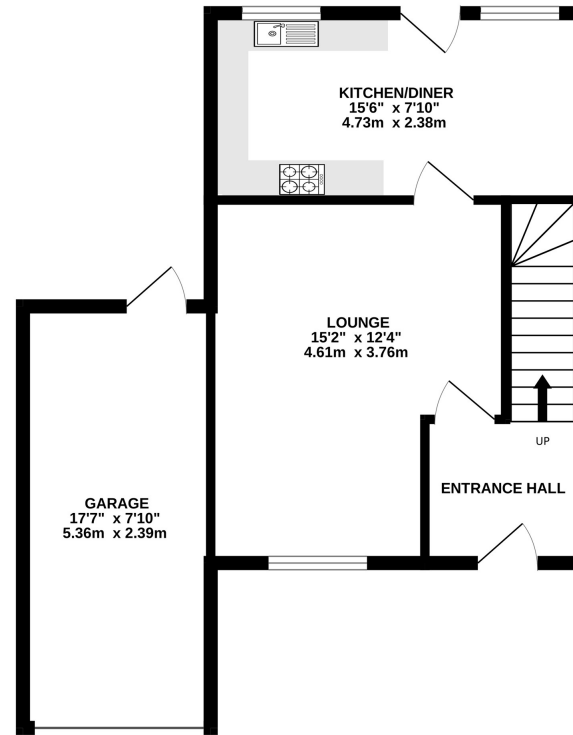 KITCHEN/DINER
15'6" x 7'10"
4.73m x 2.38m
LOUNGE
15'2" x 12'4"
4.61m x 3.76m
UP
ENTRANCE HALL
GARAGE
17'7" x 7'10"
5.36m x 2.39m